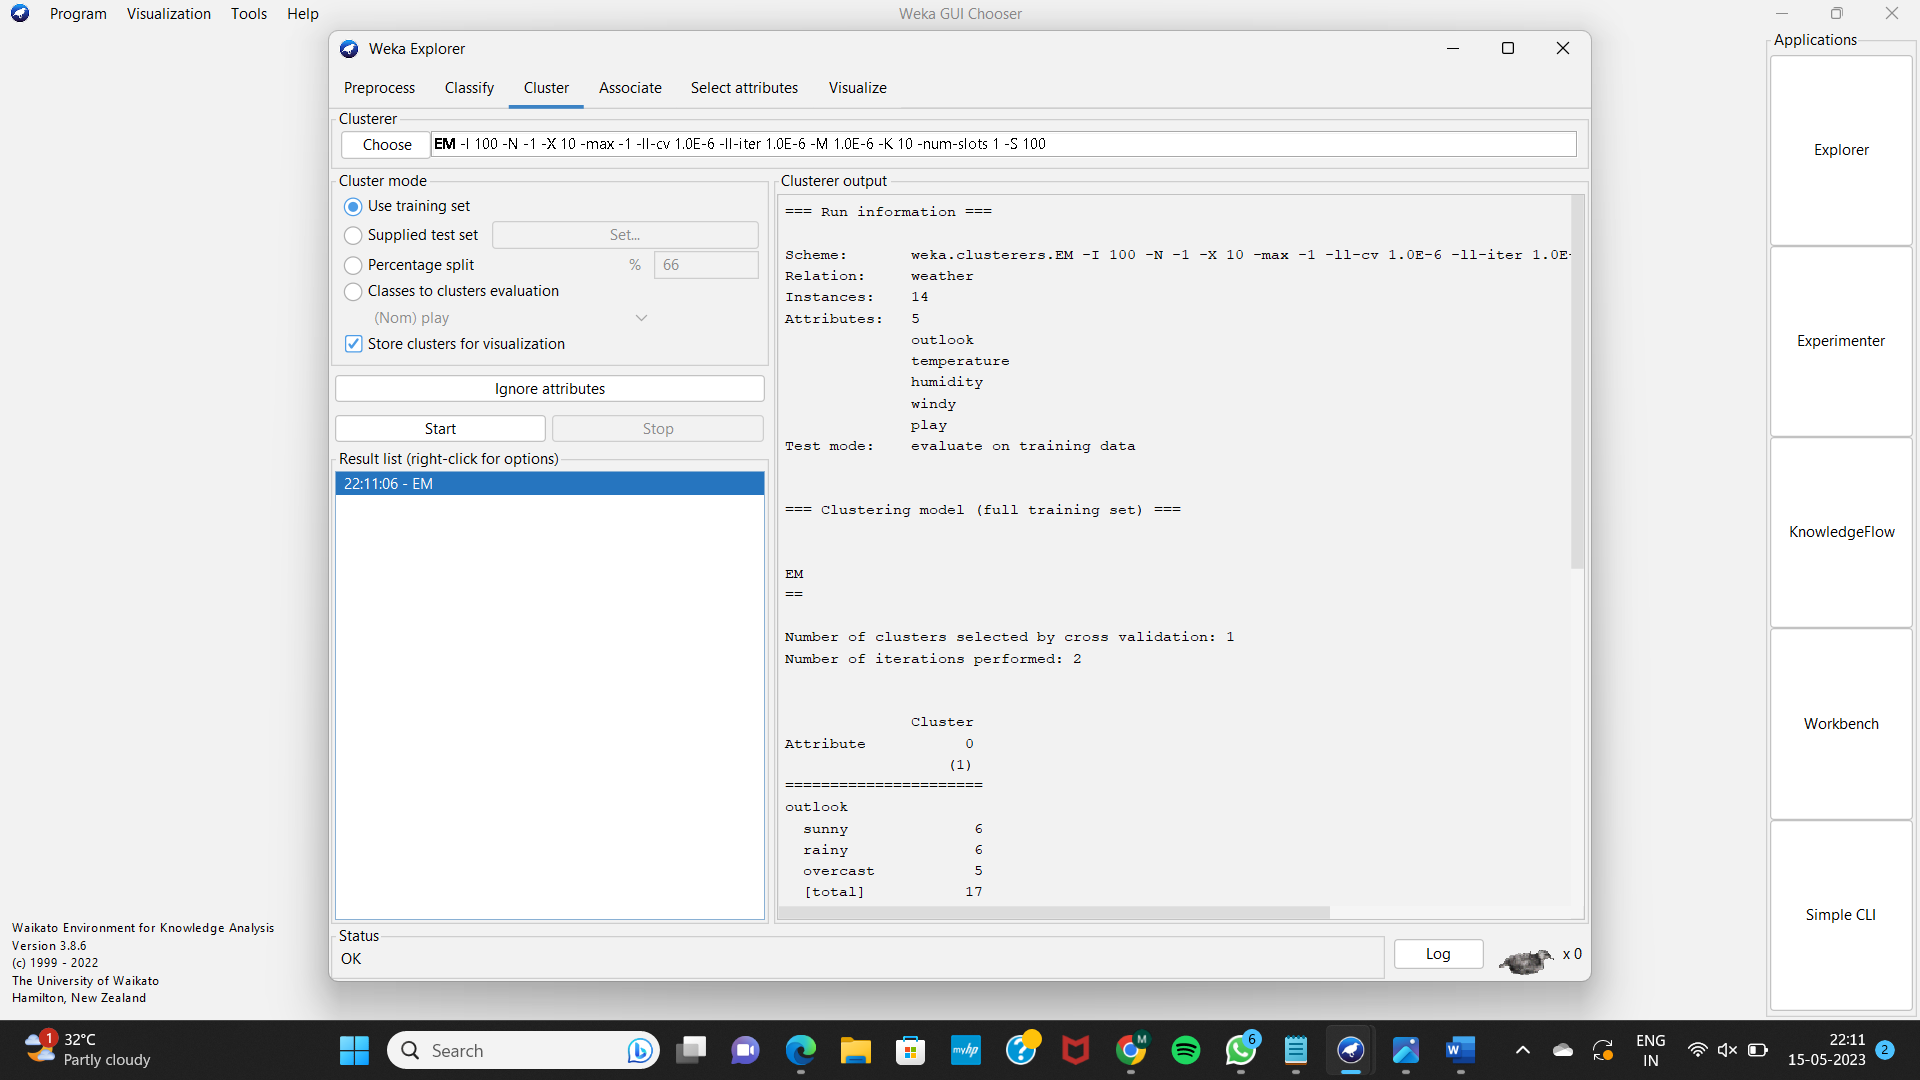 Program Visualization Tools Help
Weka GUI Chooser
Applications
Explorer
Experimenter
KnowledgeFlow
Workbench
Simple CLI
Weka Explorer
Preprocess Classify Cluster Associate Select attributes Visualize
Clusterer
Choose EM -I 100 -N -1 -X 10 -max -1 -ll-cv 1.0E-6 -ll-iter 1.0E-6 -M 1.0E-6 -K 10 -num-slots 1 -S 100
Cluster mode
Use training set
Supplied test set Set...
Percentage split % 66
Classes to clusters evaluation
(Nom) play
Store clusters for visualization
Ignore attributes
Start Stop
Result list (right-click for options)
22:11:06 - EM
Clusterer output
=== Run information ===
Scheme: weka.clusterers.EM -I 100 -N -1 -X 10 -max -1 -ll-cv 1.0E-6 -ll-iter 1.0E-
Relation: weather
Instances: 14
Attributes: 5
outlook
temperature
humidity
windy
play
Test mode: evaluate on training data
=== Clustering model (full training set) ===
EM
==
Number of clusters selected by cross validation: 1
Number of iterations performed: 2
Cluster
Attribute 0
(1)
======================
outlook
sunny 6
rainy 6
overcast 5
[total] 17
Status
OK
Log
x 0
Waikato Environment for Knowledge Analysis
Version 3.8.6
(c) 1999 - 2022
The University of Waikato
Hamilton, New Zealand
1
32°C
Partly cloudy
Search
myhp
?
M
6
W
ENG
IN
22:11
15-05-2023
2